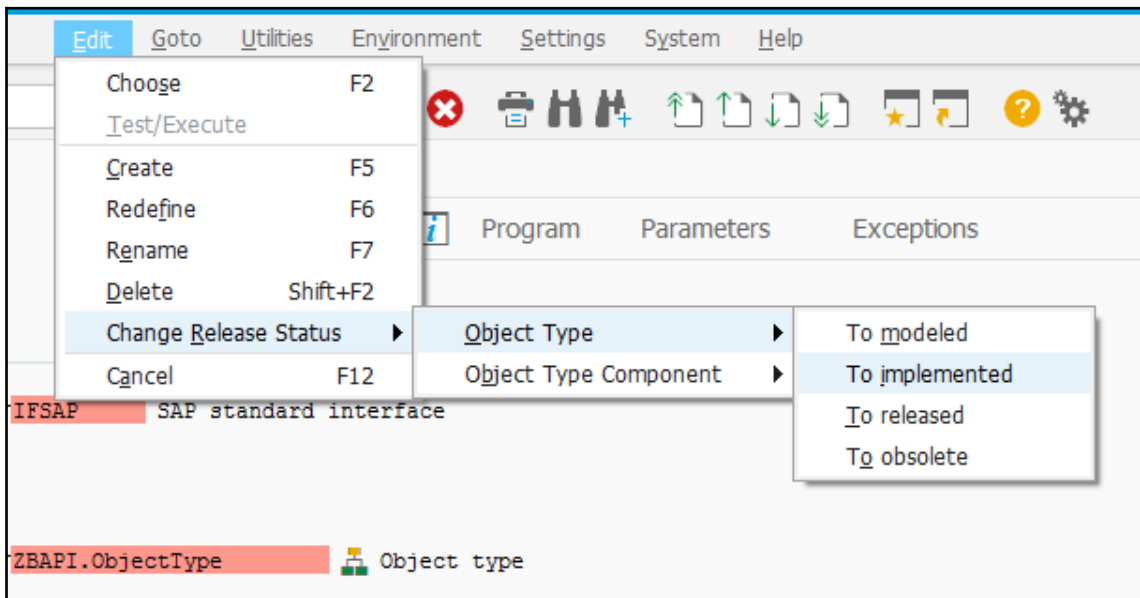 Edit Goto Utilities Environment Settings System Help
Choose F2
Test/Execute
Create F5
Redefine F6
i Program Parameters Exceptions
Rename F7
Delete Shift+F2
Change Release Status Object Type To modeled
Cancel F12 Object Type Component To implemented
IFSAP SAP standard interface To released
To obsolete
ZBAPI.ObjectType Object type